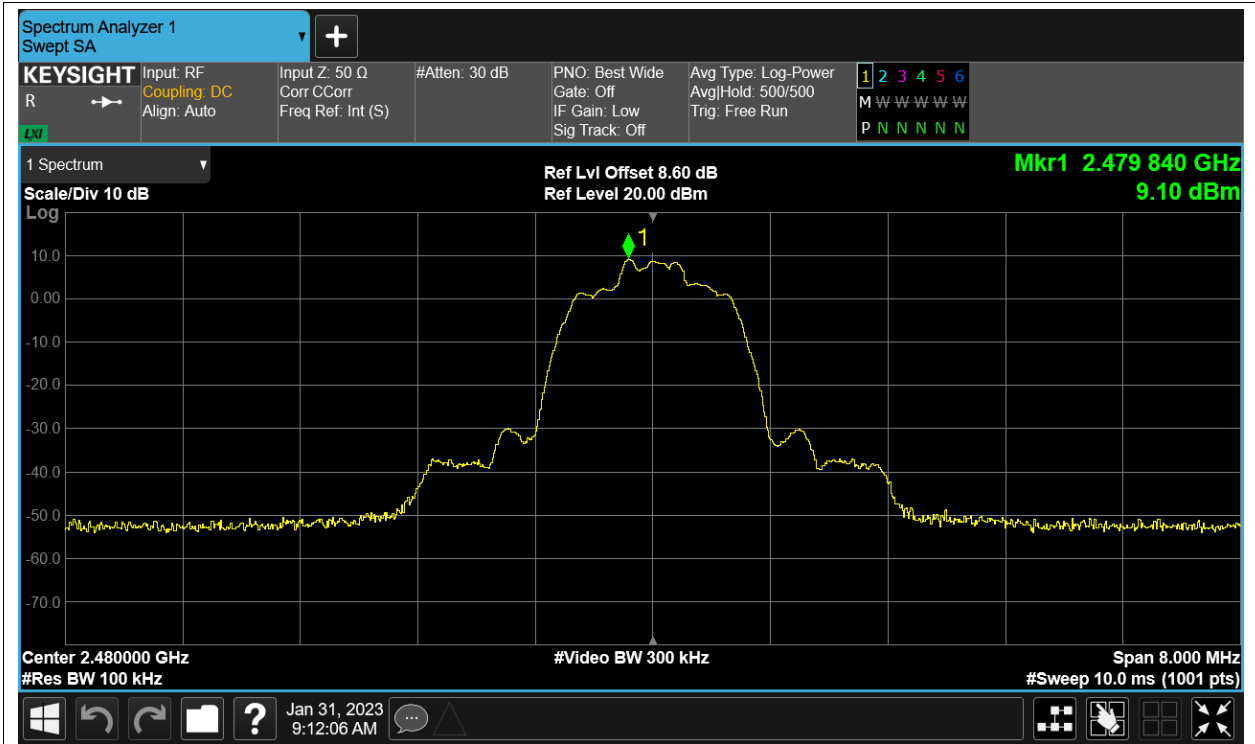 Spectrum Analyzer 1
Swept SA
KEYSIGHT
R
LXI
Input: RF
Coupling: DC
Align: Auto
Input Z: 50 Ω
Corr CCorr
Freq Ref: Int (S)
#Atten: 30 dB
PNO: Best Wide
Gate: Off
IF Gain: Low
Sig Track: Off
Avg Type: Log-Power
Avg|Hold: 500/500
Trig: Free Run
1 2 3 4 5 6
M W W W W W
P N N N N N
1 Spectrum
Scale/Div 10 dB
Log
Ref Lvl Offset 8.60 dB
Ref Level 20.00 dBm
Mkr1 2.479 840 GHz
9.10 dBm
1
10.0
0.00
-10.0
-20.0
-30.0
-40.0
-50.0
-60.0
-70.0
Center 2.480000 GHz
#Res BW 100 kHz
#Video BW 300 kHz
Span 8.000 MHz
#Sweep 10.0 ms (1001 pts)
?
Jan 31, 2023
9:12:06 AM